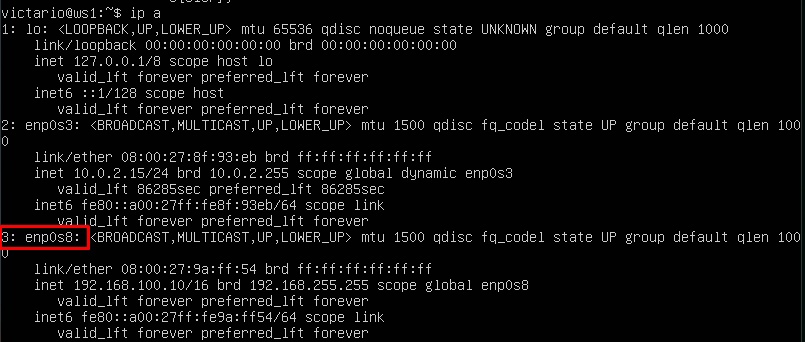 victario@ws1:~$ ip a
1: lo: <LOOPBACK,UP,LOWER_UP> mtu 65536 qdisc noqueue state UNKNOWN group default qlen 1000
    link/loopback 00:00:00:00:00:00 brd 00:00:00:00:00:00
    inet 127.0.0.1/8 scope host lo
       valid_lft forever preferred_lft forever
    inet6 ::1/128 scope host
       valid_lft forever preferred_lft forever
2: enp0s3: <BROADCAST,MULTICAST,UP,LOWER_UP> mtu 1500 qdisc fq_codel state UP group default qlen 100
0
    link/ether 08:00:27:8f:93:eb brd ff:ff:ff:ff:ff:ff
    inet 10.0.2.15/24 brd 10.0.2.255 scope global dynamic enp0s3
       valid_lft 86285sec preferred_lft 86285sec
    inet6 fe80::a00:27ff:fe8f:93eb/64 scope link
       valid_lft forever preferred_lft forever
3: enp0s8: <BROADCAST,MULTICAST,UP,LOWER_UP> mtu 1500 qdisc fq_codel state UP group default qlen 100
0
    link/ether 08:00:27:9a:ff:54 brd ff:ff:ff:ff:ff:ff
    inet 192.168.100.10/16 brd 192.168.255.255 scope global enp0s8
       valid_lft forever preferred_lft forever
    inet6 fe80::a00:27ff:fe9a:ff54/64 scope link
       valid_lft forever preferred_lft forever